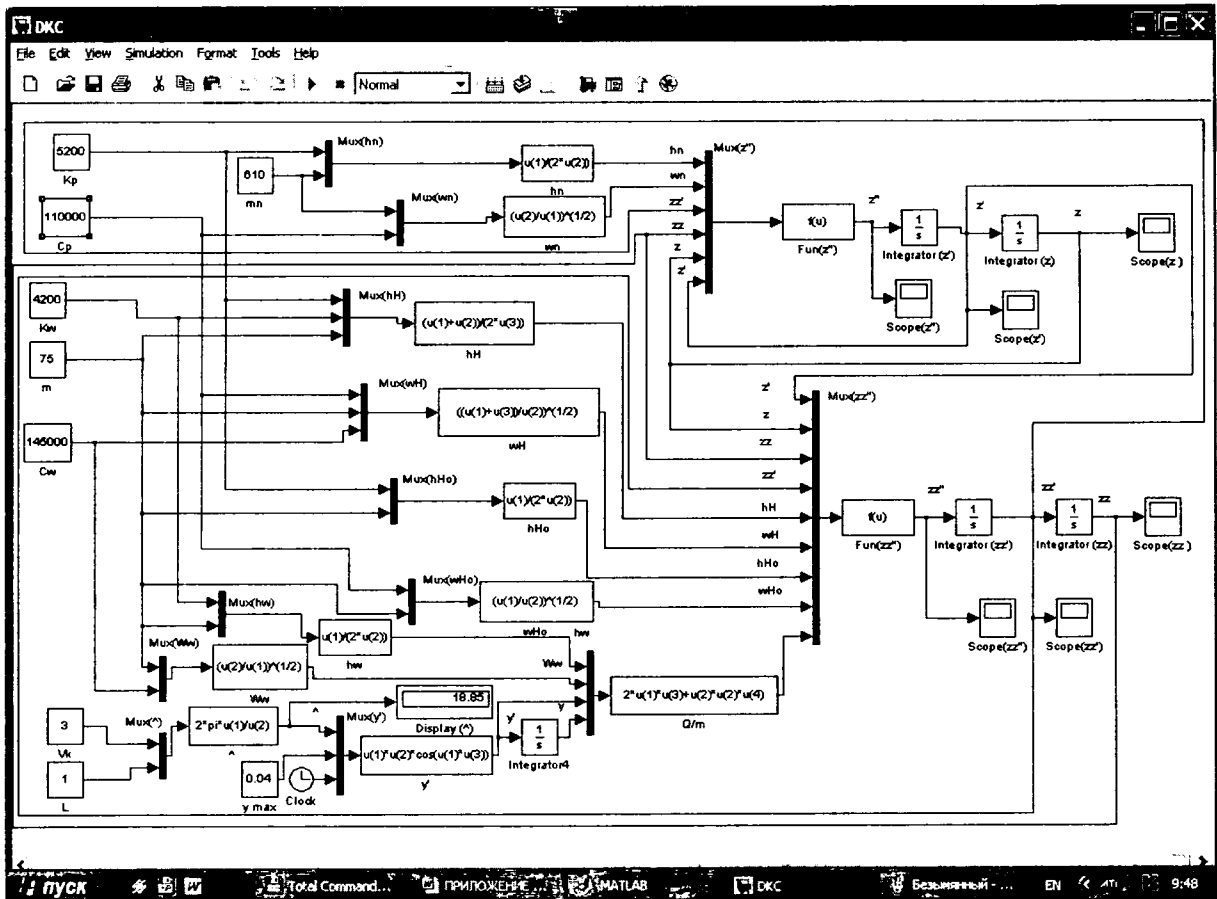 DKC
File Edit View Simulation Format Tools Help
Normal
5200
Kp
Mux(hn)
u(1)/(2*u(2))
hn
hn
Mux(z")
610
mn
Mux(wn)
(u(2)/u(1))^(1/2)
wn
wn
110000
Cp
zz'
zz
z
z'
f(u)
Fun(z")
z"
1
s
Integrator (z')
z'
1
s
Integrator (z)
z
Scope(z)
Scope(z")
Scope(z')
4200
Kw
Mux(hH)
(u(1)+u(2))/(2*u(3))
hH
75
m
Mux(wH)
((u(1)+u(3))/u(2))^(1/2)
wH
z'
Mux(zz")
z
zz
zz'
hH
wH
hHo
wHo
145000
Cw
Mux(hHo)
u(1)/(2*u(2))
hHo
f(u)
Fun(zz")
zz"
1
s
Integrator (zz')
zz'
1
s
Integrator (zz)
zz
Scope(zz)
Mux(wHo)
(u(1)/u(2))^(1/2)
wHo
Scope(zz")
Scope(zz')
Mux(hw)
u(1)/(2*u(2))
hw
hw
Mux(Ww)
(u(2)/u(1))^(1/2)
Ww
Ww
2*u(1)*u(3)+u(2)*u(2)*u(4)
Q/m
3
Vk
1
L
Mux(^)
2*pi*u(1)/u(2)
^
^
18.85
Display (^)
Mux(y')
u(1)*u(2)*cos(u(1)*u(3))
y'
y'
y
1
s
Integrator4
0.04
y max
Clock
пуск
Total Command...
ПРИЛОЖЕНИЕ ...
MATLAB
DKC
Безымянный - ...
EN
9:48